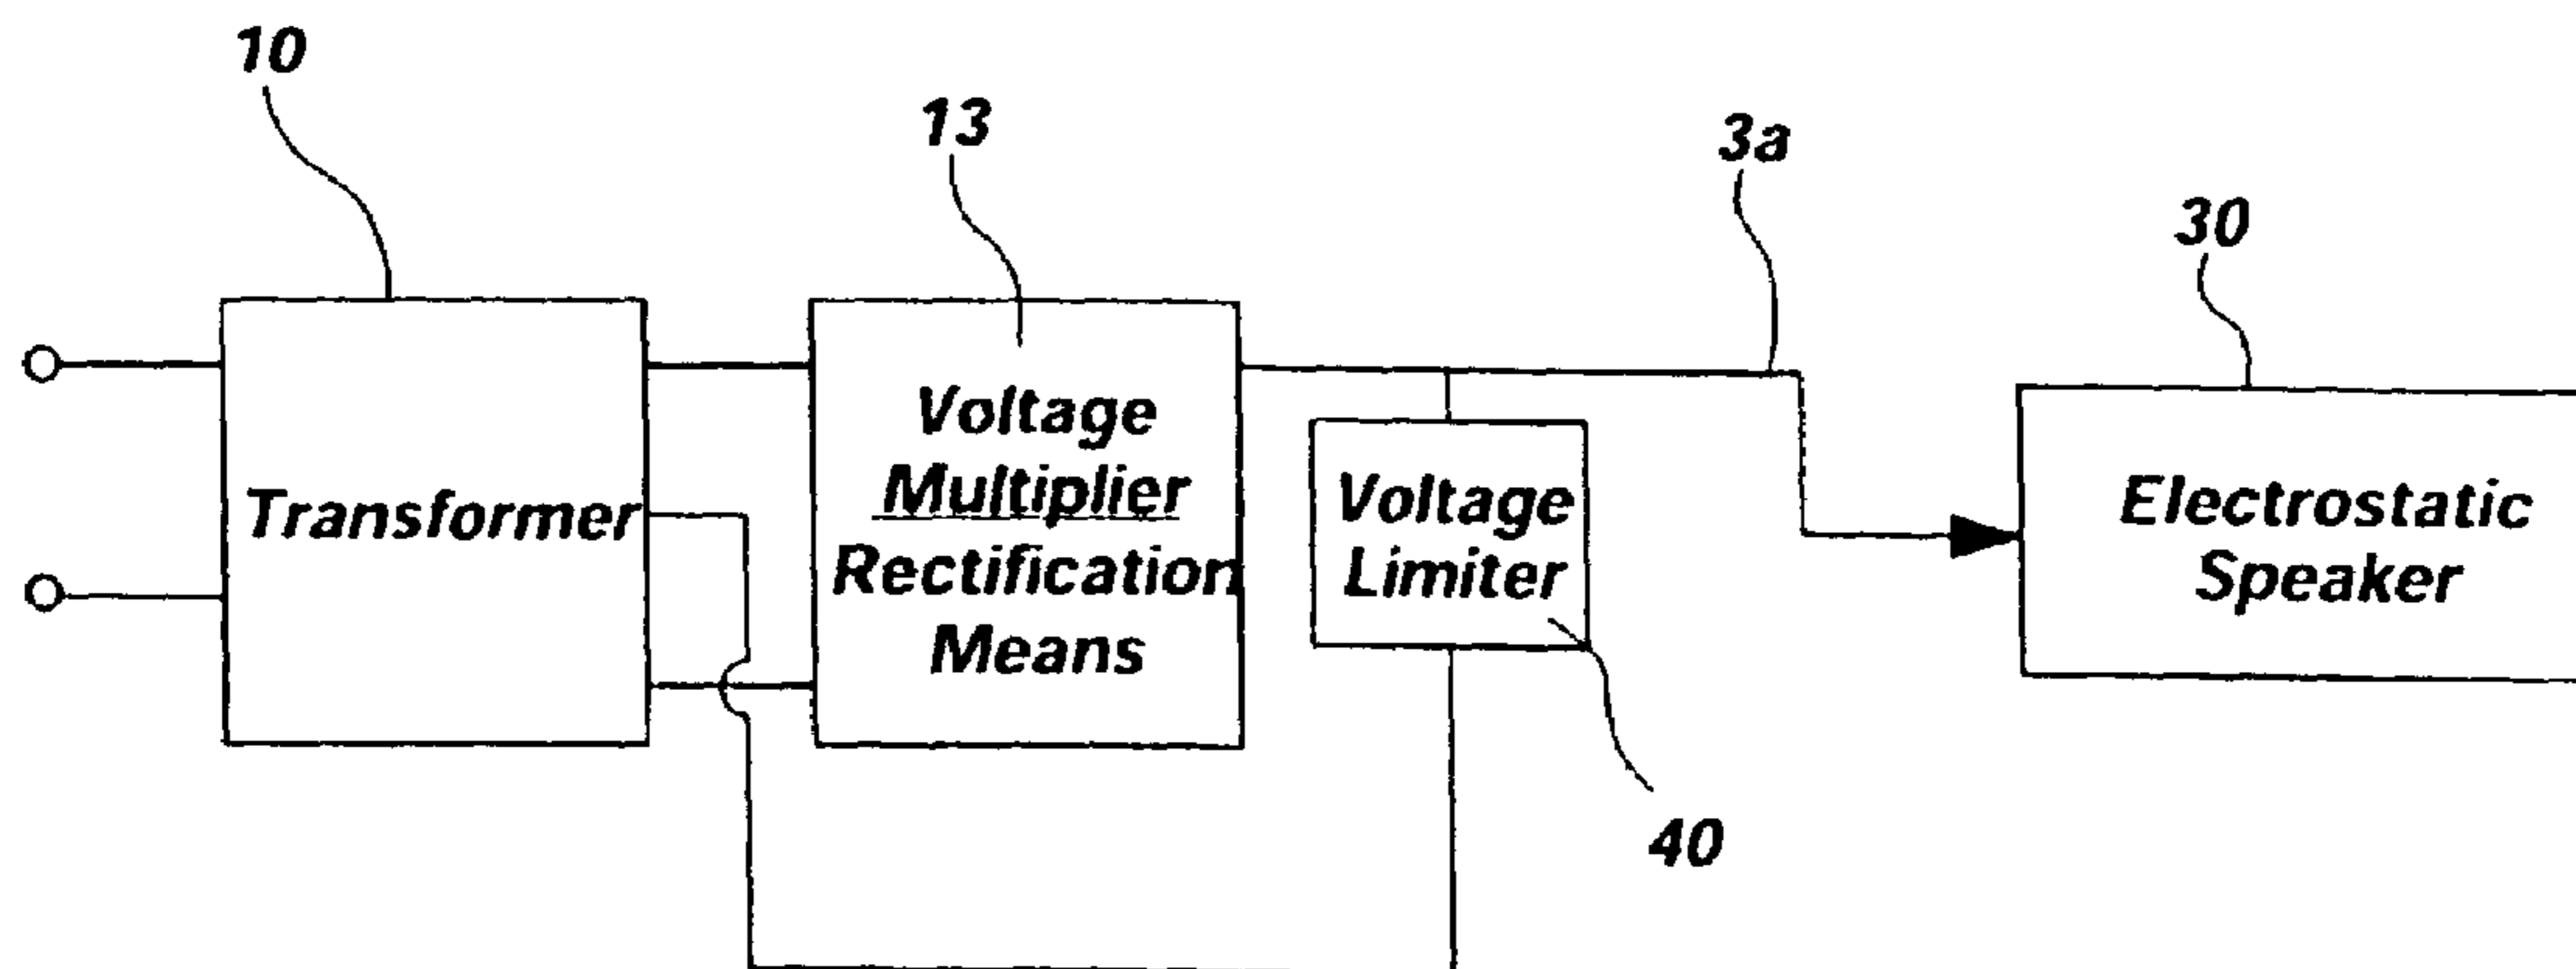 10
13
3a
30
Transformer
Voltage
Multiplier
Rectification
Means
Voltage
Limiter
Electrostatic
Speaker
40